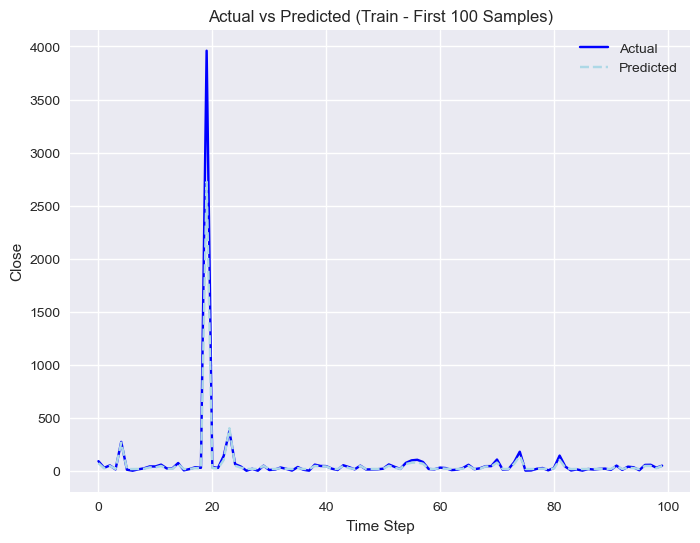 Actual vs Predicted (Train - First 100 Samples)
4000
3500
3000
2500
2000
1500
1000
500
0
Close
Actual
Predicted
0 20 40 60 80 100
Time Step